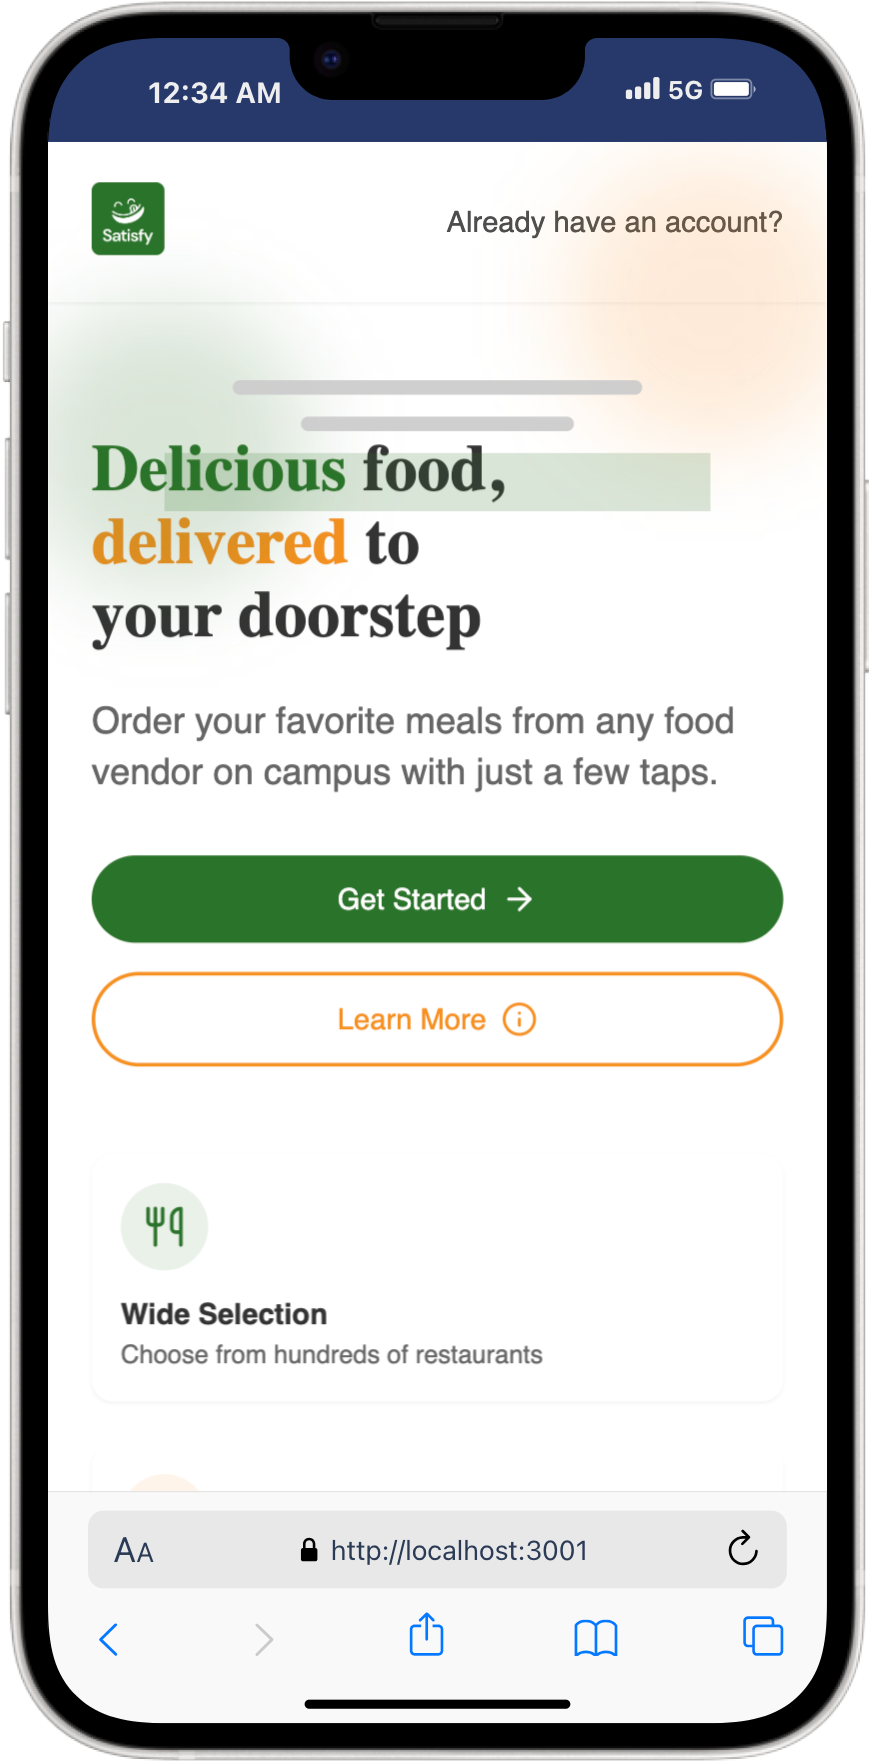 12:34 AM 5G
Satisfy
Already have an account?
Delicious food,
delivered to
your doorstep
Order your favorite meals from any food
vendor on campus with just a few taps.
Get Started →
Learn More
Wide Selection
Choose from hundreds of restaurants
AA http://localhost:3001